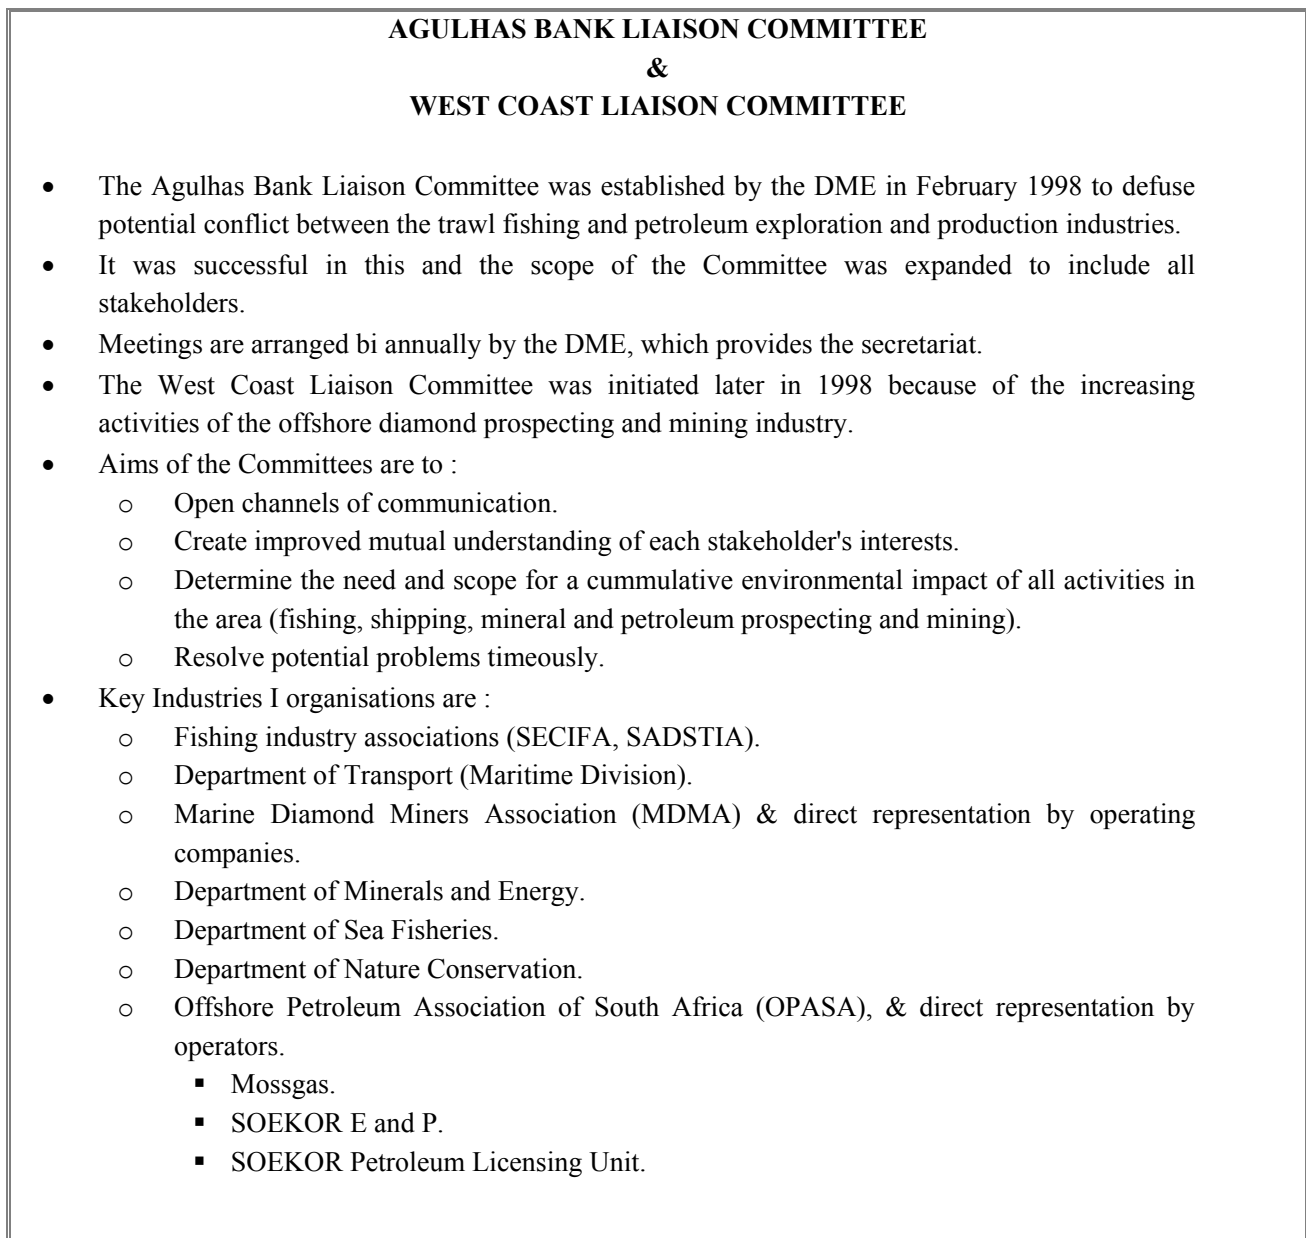 AGULHAS BANK LIAISON COMMITTEE
&
WEST COAST LIAISON COMMITTEE
• The Agulhas Bank Liaison Committee was established by the DME in February 1998 to defuse
potential conflict between the trawl fishing and petroleum exploration and production industries.
• It was successful in this and the scope of the Committee was expanded to include all
stakeholders.
• Meetings are arranged bi annually by the DME, which provides the secretariat.
• The West Coast Liaison Committee was initiated later in 1998 because of the increasing
activities of the offshore diamond prospecting and mining industry.
• Aims of the Committees are to :
o Open channels of communication.
o Create improved mutual understanding of each stakeholder's interests.
o Determine the need and scope for a cummulative environmental impact of all activities in
the area (fishing, shipping, mineral and petroleum prospecting and mining).
o Resolve potential problems timeously.
• Key Industries I organisations are :
o Fishing industry associations (SECIFA, SADSTIA).
o Department of Transport (Maritime Division).
o Marine Diamond Miners Association (MDMA) & direct representation by operating
companies.
o Department of Minerals and Energy.
o Department of Sea Fisheries.
o Department of Nature Conservation.
o Offshore Petroleum Association of South Africa (OPASA), & direct representation by
operators.
▪ Mossgas.
▪ SOEKOR E and P.
▪ SOEKOR Petroleum Licensing Unit.